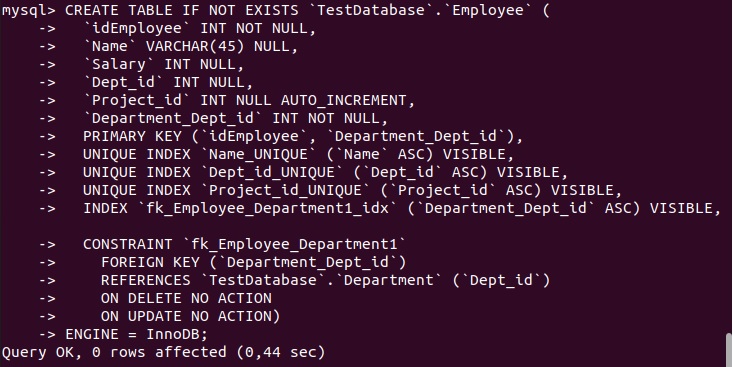 mysql> CREATE TABLE IF NOT EXISTS `TestDatabase`.`Employee` (
    ->   `idEmployee` INT NOT NULL,
    ->   `Name` VARCHAR(45) NULL,
    ->   `Salary` INT NULL,
    ->   `Dept_id` INT NULL,
    ->   `Project_id` INT NULL AUTO_INCREMENT,
    ->   `Department_Dept_id` INT NOT NULL,
    ->   PRIMARY KEY (`idEmployee`, `Department_Dept_id`),
    ->   UNIQUE INDEX `Name_UNIQUE` (`Name` ASC) VISIBLE,
    ->   UNIQUE INDEX `Dept_id_UNIQUE` (`Dept_id` ASC) VISIBLE,
    ->   UNIQUE INDEX `Project_id_UNIQUE` (`Project_id` ASC) VISIBLE,
    ->   INDEX `fk_Employee_Department1_idx` (`Department_Dept_id` ASC) VISIBLE,
    ->   CONSTRAINT `fk_Employee_Department1`
    ->     FOREIGN KEY (`Department_Dept_id`)
    ->     REFERENCES `TestDatabase`.`Department` (`Dept_id`)
    ->     ON DELETE NO ACTION
    ->     ON UPDATE NO ACTION)
    -> ENGINE = InnoDB;
Query OK, 0 rows affected (0,44 sec)